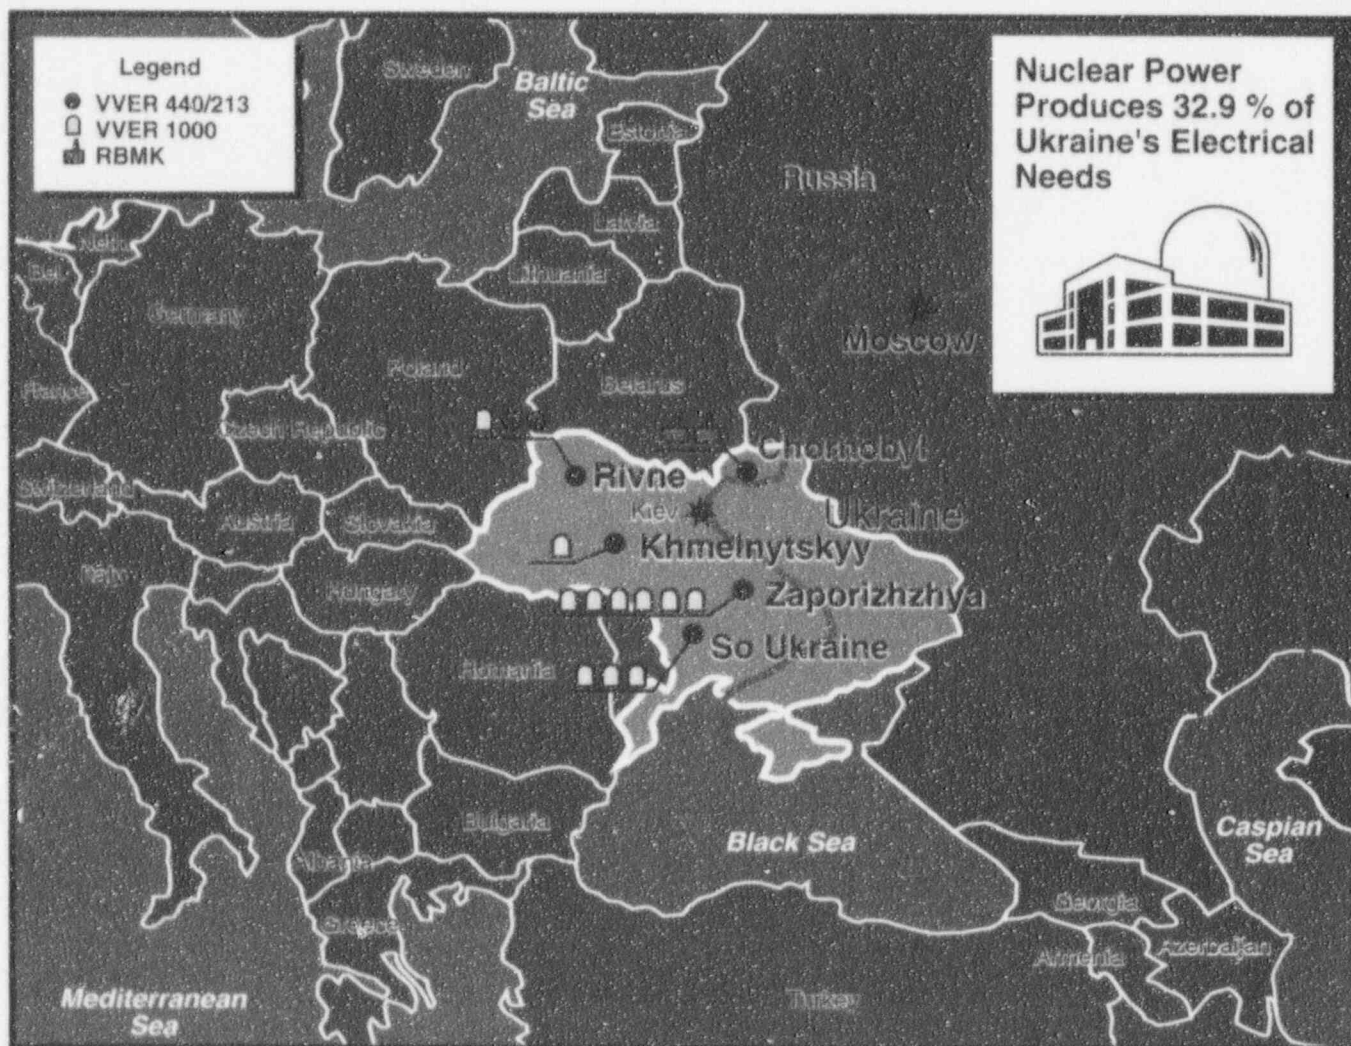 Legend
VVER 440/213
VVER 1000
RBMK
Nuclear Power
Produces 32.9 % of
Ukraine's Electrical
Needs
Sweden
Baltic
Sea
Estonia
Russia
Latvia
Lithuania
Neth.
Bel.
Germany
Moscow
Poland
Belarus
France
Czech Republic
Chornobyl
Rivne
Switzerland
Austria
Slovakia
Kiev
Ukraine
Khmelnytskyy
Italy
Hungary
Zaporizhzhya
So Ukraine
Romania
Bulgaria
Black Sea
Caspian
Sea
Albania
Greece
Georgia
Armenia
Azerbaijan
Mediterranean
Sea
Turkey